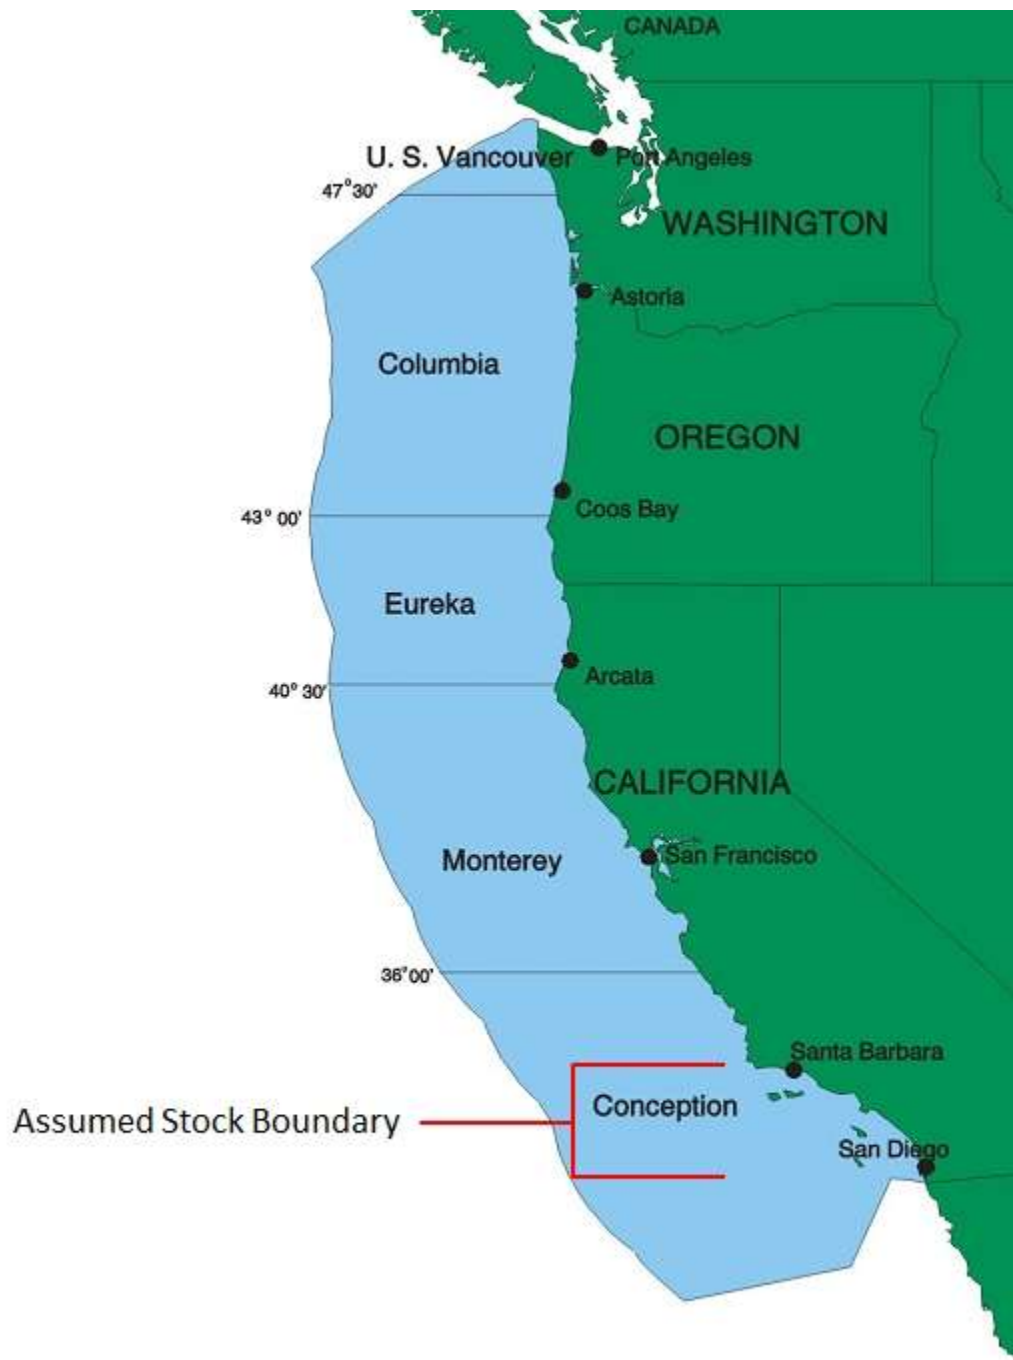 CANADA
U. S. Vancouver
Port Angeles
47°30'
WASHINGTON
Astoria
Columbia
OREGON
Coos Bay
43° 00'
Eureka
Arcata
40° 30'
CALIFORNIA
Monterey
San Francisco
36°00'
Santa Barbara
Conception
Assumed Stock Boundary
San Diego